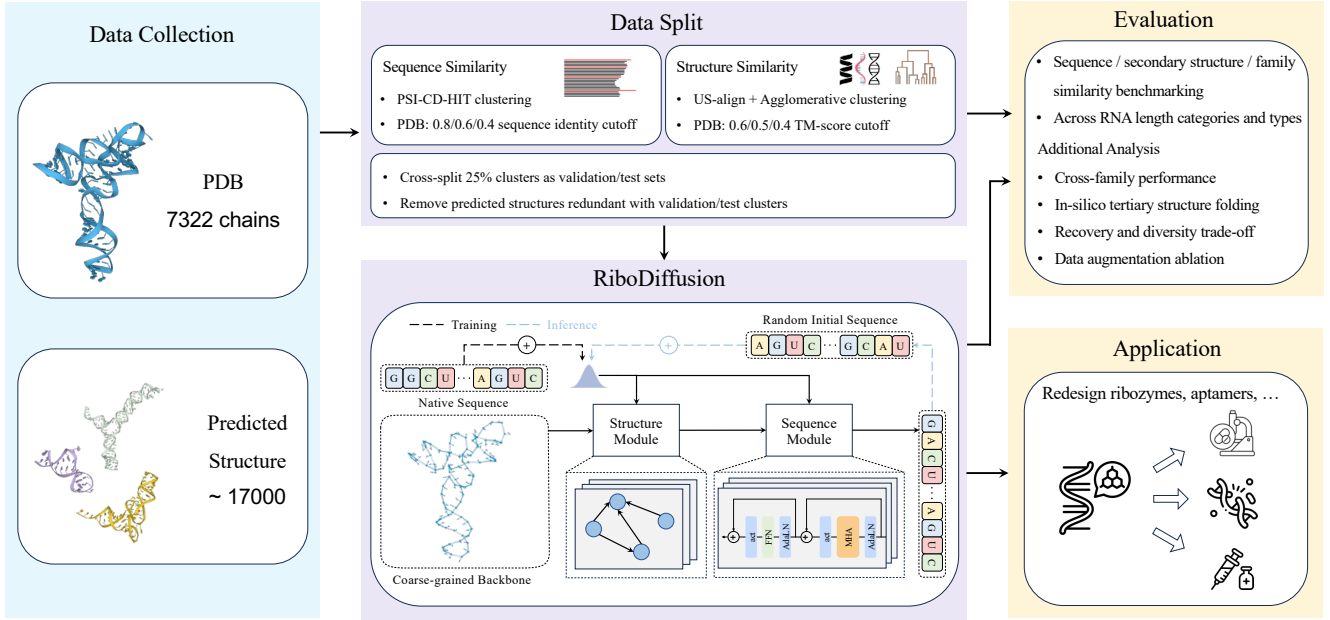 Data Collection
PDB
7322 chains
Predicted
Structure
~ 17000
Data Split
Sequence Similarity
• PSI-CD-HIT clustering
• PDB: 0.8/0.6/0.4 sequence identity cutoff
Structure Similarity
• US-align + Agglomerative clustering
• PDB: 0.6/0.5/0.4 TM-score cutoff
• Cross-split 25% clusters as validation/test sets
• Remove predicted structures redundant with validation/test clusters
RiboDiffusion
Training
Inference
Random Initial Sequence
A G U C ··· G C A U
G G C U ··· A G U C
Native Sequence
Structure
Module
Sequence
Module
G A C U ··· A G U C
act FFN AdaLN act MHA AdaLN
Coarse-grained Backbone
Evaluation
• Sequence / secondary structure / family
similarity benchmarking
• Across RNA length categories and types
Additional Analysis
• Cross-family performance
• In-silico tertiary structure folding
• Recovery and diversity trade-off
• Data augmentation ablation
Application
Redesign ribozymes, aptamers, …